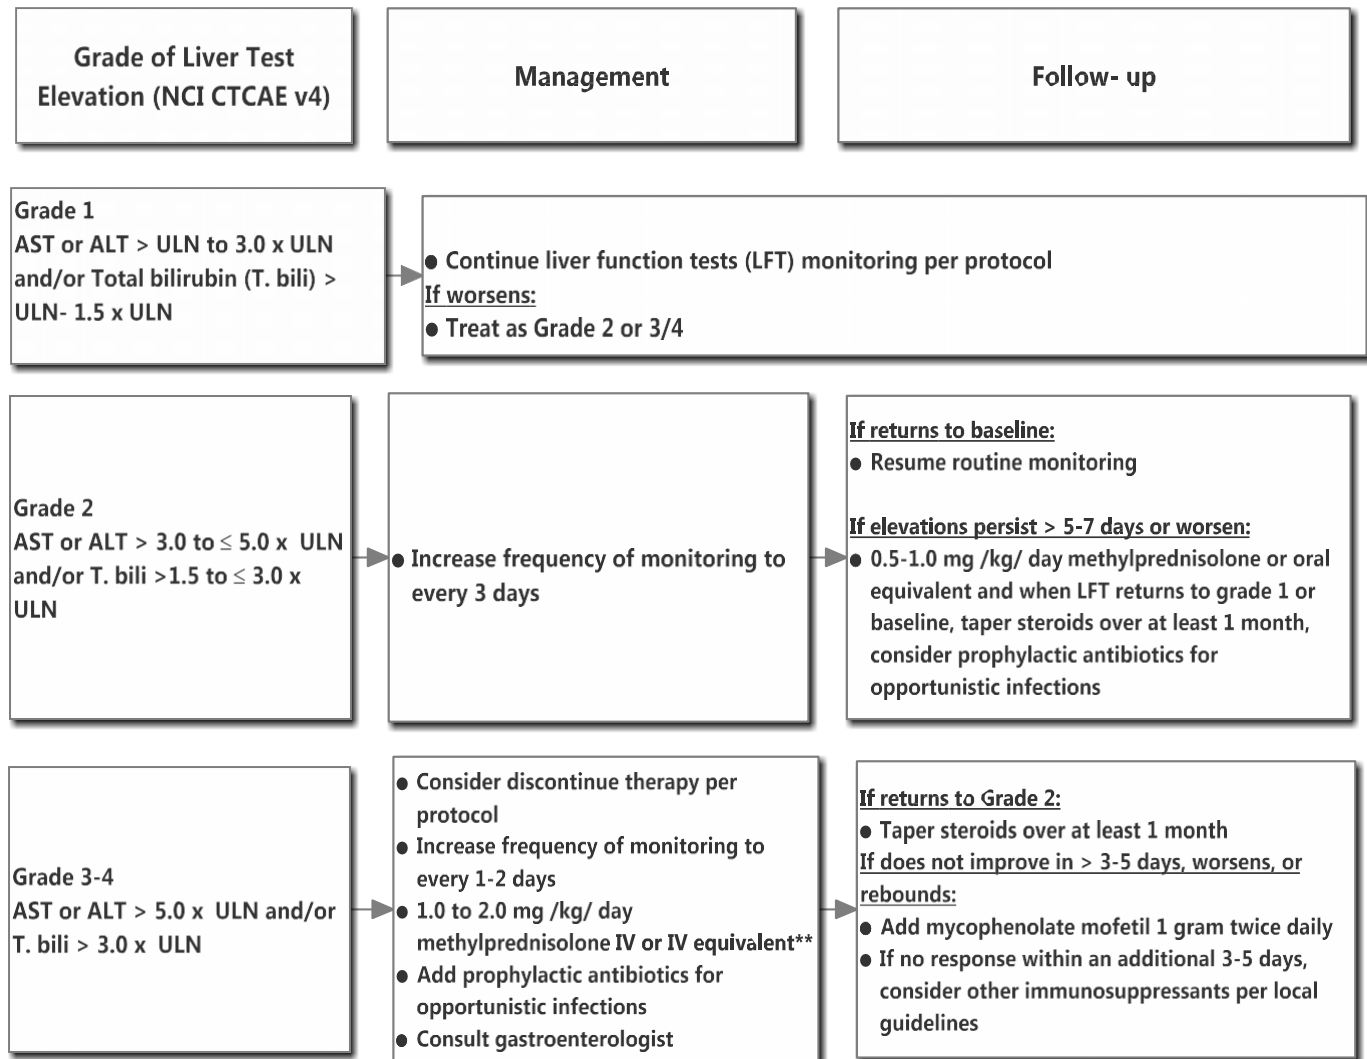 Grade of Liver Test
Elevation (NCI CTCAE v4)
Management
Follow- up
Grade 1
AST or ALT > ULN to 3.0 x ULN
and/or Total bilirubin (T. bili) >
ULN- 1.5 x ULN
● Continue liver function tests (LFT) monitoring per protocol
If worsens:
● Treat as Grade 2 or 3/4
Grade 2
AST or ALT > 3.0 to ≤ 5.0 x ULN
and/or T. bili >1.5 to ≤ 3.0 x
ULN
● Increase frequency of monitoring to
every 3 days
If returns to baseline:
● Resume routine monitoring
If elevations persist > 5-7 days or worsen:
● 0.5-1.0 mg /kg/ day methylprednisolone or oral
equivalent and when LFT returns to grade 1 or
baseline, taper steroids over at least 1 month,
consider prophylactic antibiotics for
opportunistic infections
Grade 3-4
AST or ALT > 5.0 x ULN and/or
T. bili > 3.0 x ULN
● Consider discontinue therapy per
protocol
● Increase frequency of monitoring to
every 1-2 days
● 1.0 to 2.0 mg /kg/ day
methylprednisolone IV or IV equivalent**
● Add prophylactic antibiotics for
opportunistic infections
● Consult gastroenterologist
If returns to Grade 2:
● Taper steroids over at least 1 month
If does not improve in > 3-5 days, worsens, or
rebounds:
● Add mycophenolate mofetil 1 gram twice daily
● If no response within an additional 3-5 days,
consider other immunosuppressants per local
guidelines